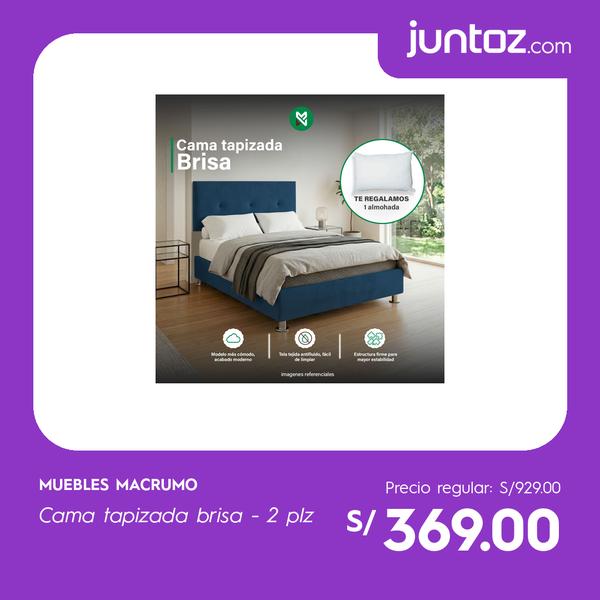 juntoz.com
Cama tapizada
Brisa
TE REGALAMOS
1 almohada
Modelo más cómodo,
acabado moderno
Tela tejida antifluido, fácil
de limpiar
Estructura firme para
mayor estabilidad
imagenes referenciales
MUEBLES MACRUMO
Cama tapizada brisa - 2 plz
Precio regular: S/929.00
S/ 369.00